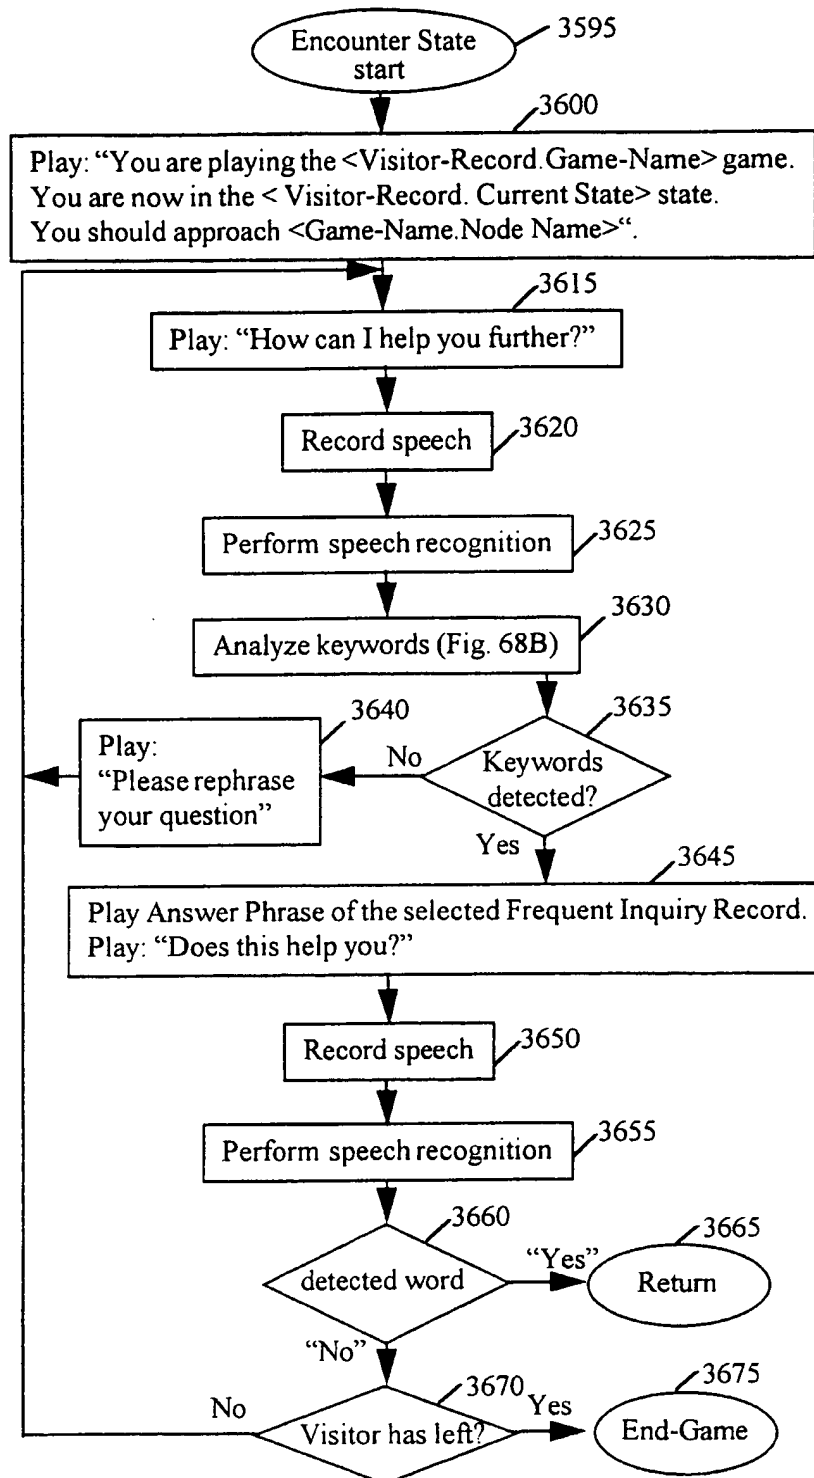 Encounter State
start
3595
3600
Play: “You are playing the <Visitor-Record.Game-Name> game.
You are now in the < Visitor-Record. Current State> state.
You should approach <Game-Name.Node Name>“.
3615
Play: “How can I help you further?”
Record speech
3620
Perform speech recognition
3625
Analyze keywords (Fig. 68B)
3630
3635
Keywords
detected?
No
3640
Play:
“Please rephrase
your question”
Yes
3645
Play Answer Phrase of the selected Frequent Inquiry Record.
Play: “Does this help you?”
Record speech
3650
Perform speech recognition
3655
3660
detected word
“Yes”
3665
Return
“No”
3670
Visitor has left?
No
Yes
3675
End-Game